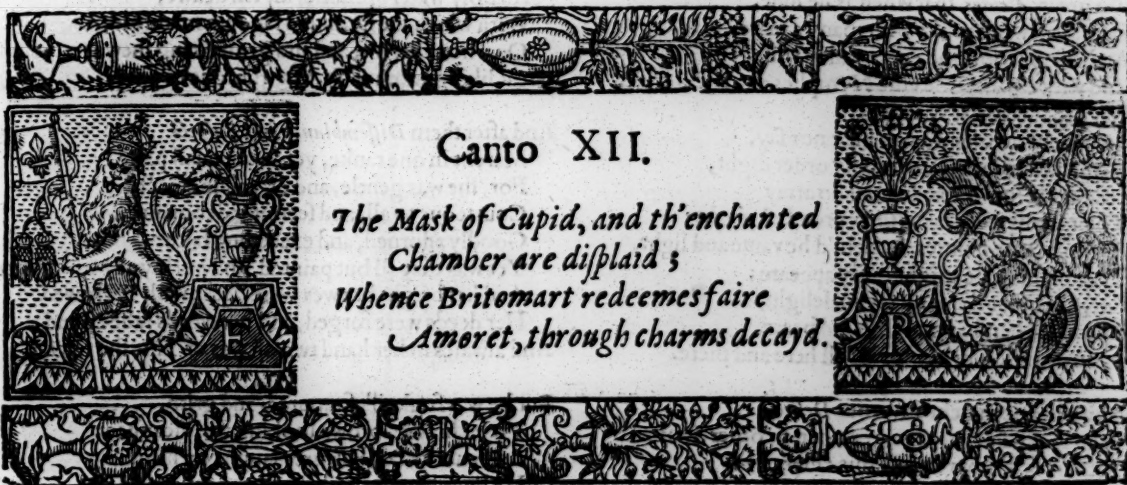 Canto XII.
The Mask of Cupid, and th'enchanted
Chamber are diſplaid ;
Whence Britomart redeemes faire
Amoret, through charms decayd.
E
R